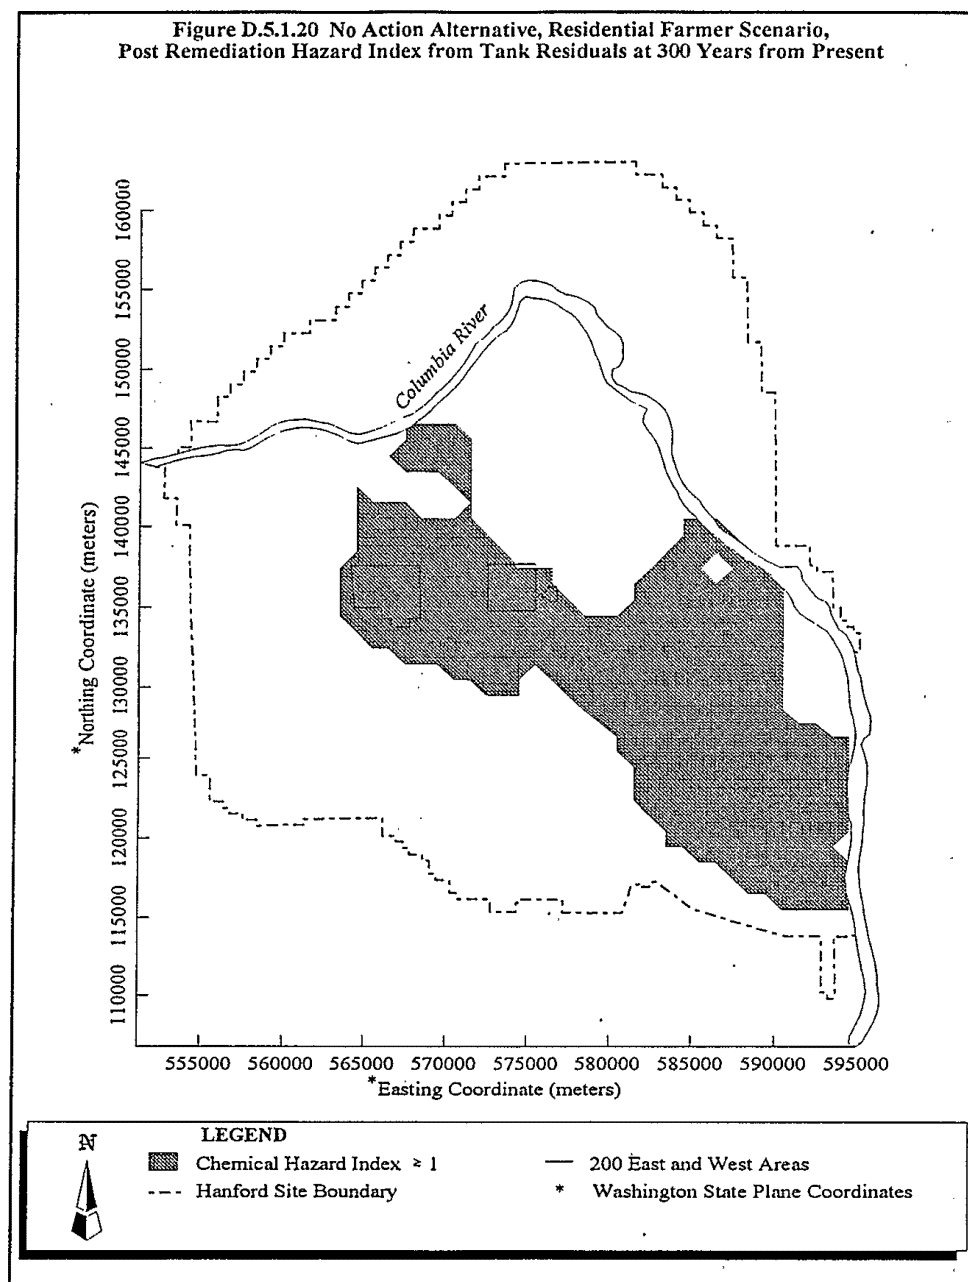 Figure D.5.1.20 No Action Alternative, Residential Farmer Scenario,
Post Remediation Hazard Index from Tank Residuals at 300 Years from Present
160000
155000
150000
145000
140000
135000
130000
125000
120000
115000
110000
*Northing Coordinate (meters)
Columbia River
555000 560000 565000 570000 575000 580000 585000 590000 595000
*Easting Coordinate (meters)
LEGEND
N
Chemical Hazard Index ≥ 1
Hanford Site Boundary
200 East and West Areas
* Washington State Plane Coordinates